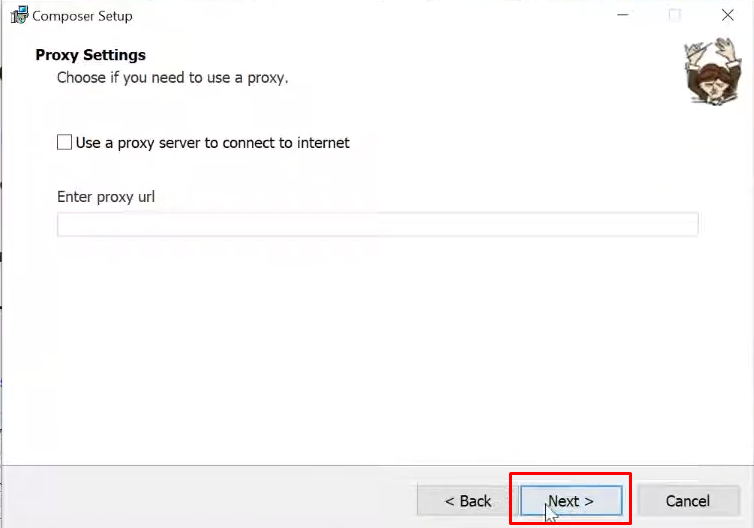 Composer Setup
Proxy Settings
Choose if you need to use a proxy.
Use a proxy server to connect to internet
Enter proxy url
< Back
Next >
Cancel